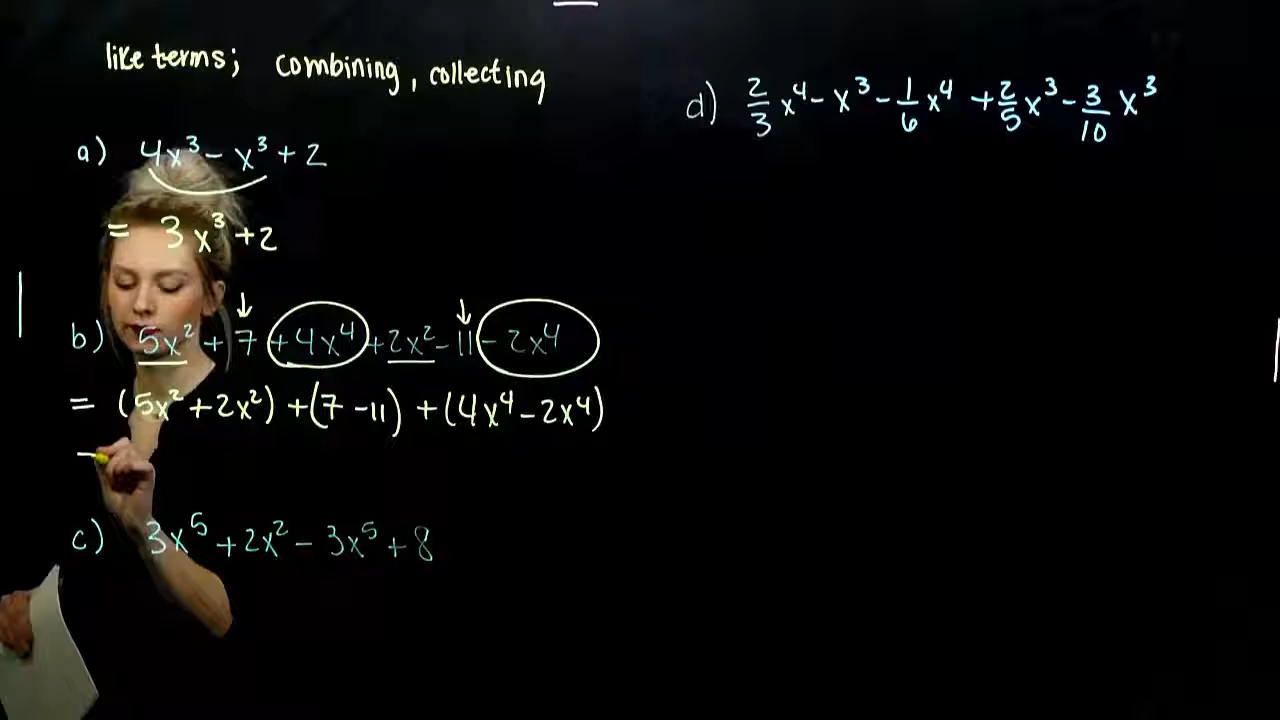 like terms; combining, collecting
a) 4x³ - x³ + 2
= 3x³ + 2
b) 5x² + 7 + 4x⁴ + 2x² - 11 - 2x⁴
= (5x² + 2x²) + (7 - 11) + (4x⁴ - 2x⁴)
c) 3x⁵ + 2x² - 3x⁵ + 8
d) 2/3 x⁴ - x³ - 1/6 x⁴ + 2/5 x³ - 3/10 x³